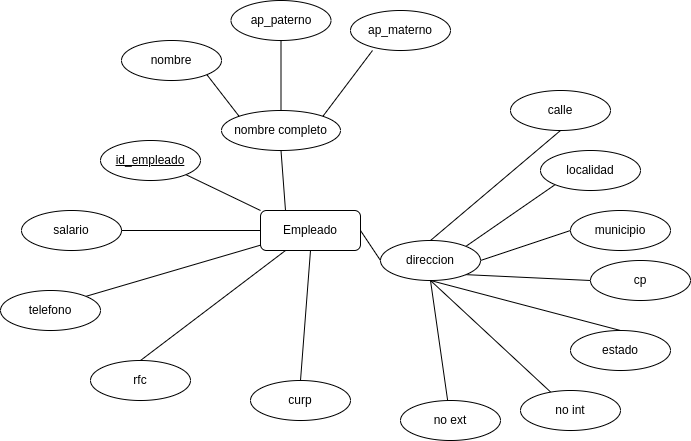 ap_paterno
ap_materno
nombre
nombre completo
calle
id_empleado
localidad
salario
Empleado
municipio
direccion
cp
telefono
estado
rfc
curp
no ext
no int